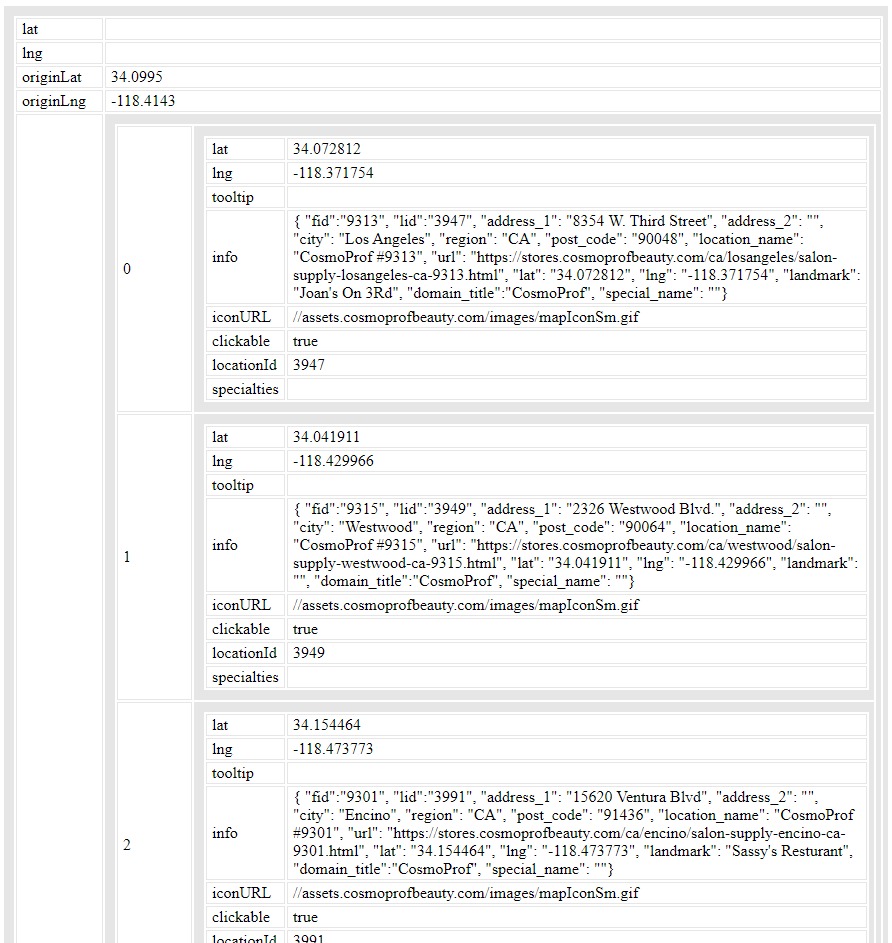 lat
lng
originLat 34.0995
originLng -118.4143
0
lat 34.072812
lng -118.371754
tooltip
info
{ "fid":"9313", "lid":"3947", "address_1": "8354 W. Third Street", "address_2": "",
"city": "Los Angeles", "region": "CA", "post_code": "90048", "location_name":
"CosmoProf #9313", "url": "https://stores.cosmoprofbeauty.com/ca/losangeles/salon-
supply-losangeles-ca-9313.html", "lat": "34.072812", "lng": "-118.371754", "landmark":
"Joan's On 3Rd", "domain_title":"CosmoProf", "special_name": ""}
iconURL //assets.cosmoprofbeauty.com/images/mapIconSm.gif
clickable true
locationId 3947
specialties
1
lat 34.041911
lng -118.429966
tooltip
info
{ "fid":"9315", "lid":"3949", "address_1": "2326 Westwood Blvd.", "address_2": "",
"city": "Westwood", "region": "CA", "post_code": "90064", "location_name":
"CosmoProf #9315", "url": "https://stores.cosmoprofbeauty.com/ca/westwood/salon-
supply-westwood-ca-9315.html", "lat": "34.041911", "lng": "-118.429966", "landmark":
"", "domain_title":"CosmoProf", "special_name": ""}
iconURL //assets.cosmoprofbeauty.com/images/mapIconSm.gif
clickable true
locationId 3949
specialties
2
lat 34.154464
lng -118.473773
tooltip
info
{ "fid":"9301", "lid":"3991", "address_1": "15620 Ventura Blvd", "address_2": "",
"city": "Encino", "region": "CA", "post_code": "91436", "location_name": "CosmoProf
#9301", "url": "https://stores.cosmoprofbeauty.com/ca/encino/salon-supply-encino-ca-
9301.html", "lat": "34.154464", "lng": "-118.473773", "landmark": "Sassy's Resturant",
"domain_title":"CosmoProf", "special_name": ""}
iconURL //assets.cosmoprofbeauty.com/images/mapIconSm.gif
clickable true
locationId 3991